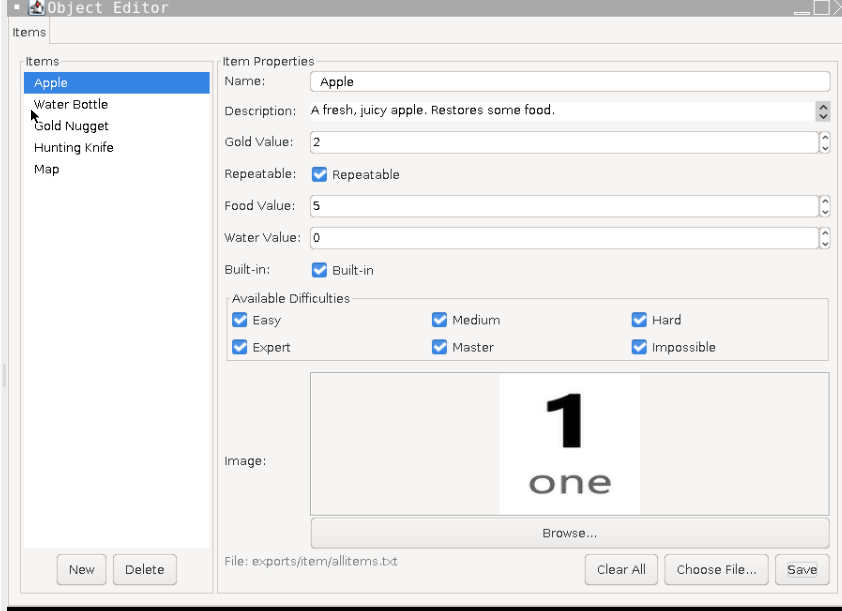 Object Editor
Items
Items
Apple
Water Bottle
Gold Nugget
Hunting Knife
Map
New
Delete
Item Properties
Name: Apple
Description: A fresh, juicy apple. Restores some food.
Gold Value: 2
Repeatable: Repeatable
Food Value: 5
Water Value: 0
Built-in: Built-in
Available Difficulties
Easy Medium Hard
Expert Master Impossible
Image:
1
one
Browse...
File: exports/item/allitems.txt
Clear All Choose File... Save